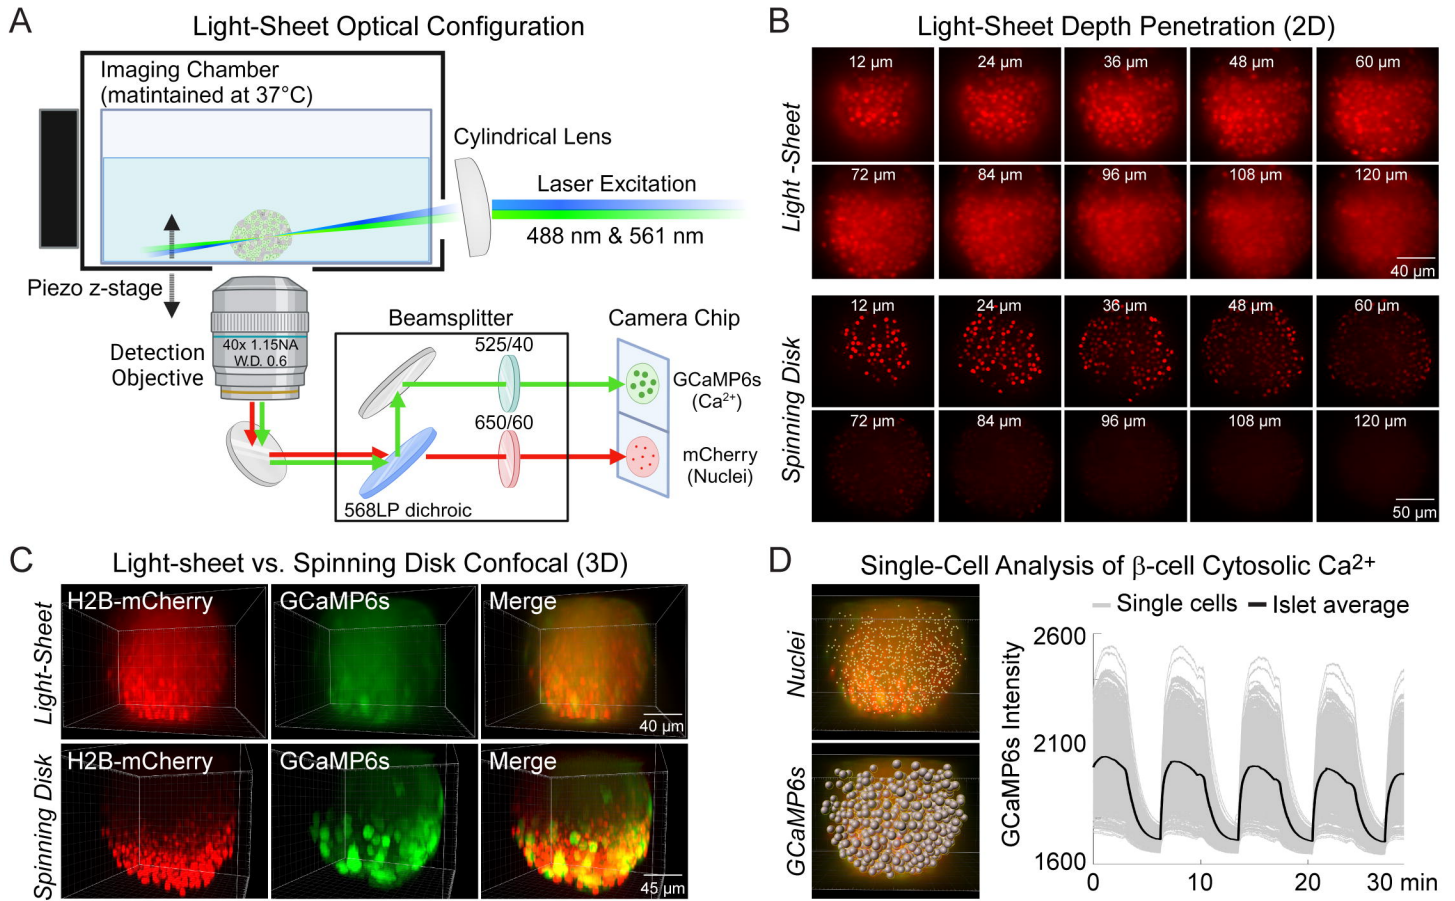 A
Light-Sheet Optical Configuration
Imaging Chamber
(matintained at 37°C)
Cylindrical Lens
Laser Excitation
488 nm & 561 nm
Piezo z-stage
Detection
Objective
40x 1.15NA
W.D. 0.6
Beamsplitter
525/40
650/60
568LP dichroic
Camera Chip
GCaMP6s
(Ca²⁺)
mCherry
(Nuclei)
B
Light-Sheet Depth Penetration (2D)
Light -Sheet
12 µm
24 µm
36 µm
48 µm
60 µm
72 µm
84 µm
96 µm
108 µm
120 µm
40 µm
Spinning Disk
12 µm
24 µm
36 µm
48 µm
60 µm
72 µm
84 µm
96 µm
108 µm
120 µm
50 µm
C
Light-sheet vs. Spinning Disk Confocal (3D)
Light-Sheet
H2B-mCherry
GCaMP6s
Merge
40 µm
Spinning Disk
H2B-mCherry
GCaMP6s
Merge
45 µm
D
Single-Cell Analysis of β-cell Cytosolic Ca²⁺
Nuclei
GCaMP6s
Single cells
Islet average
GCaMP6s Intensity
2600
2100
1600
0
10
20
30 min